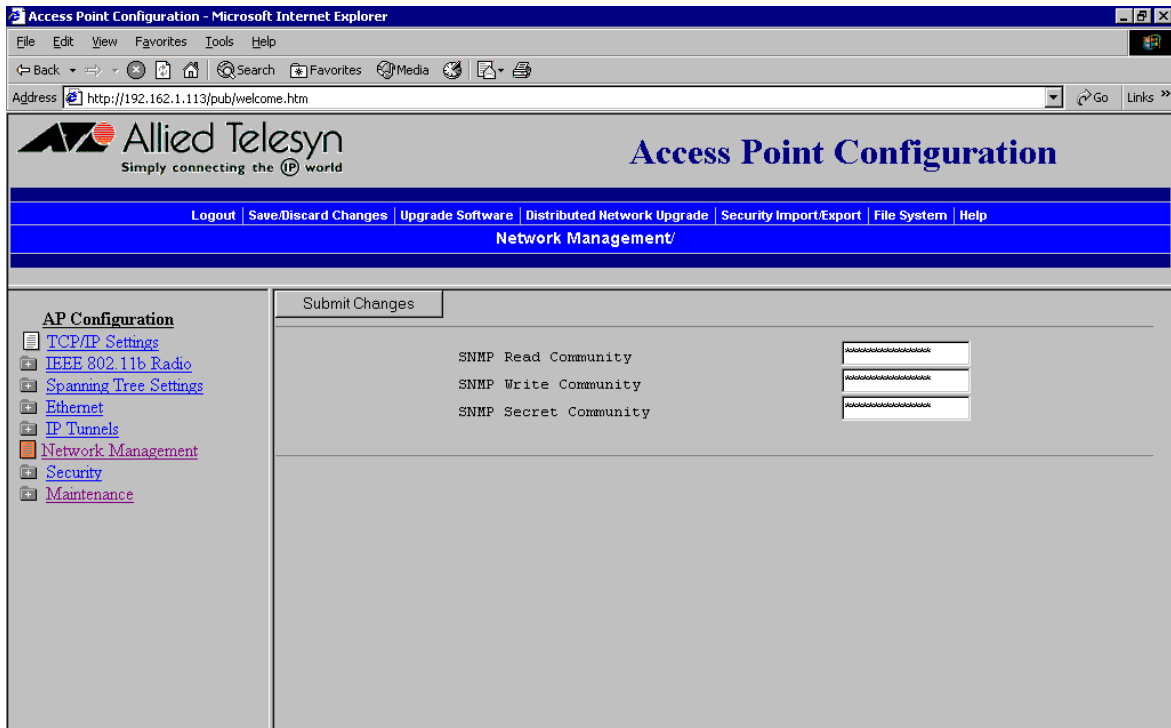 Access Point Configuration - Microsoft Internet Explorer
File Edit View Favorites Tools Help
Back Search Favorites Media
Address http://192.162.1.113/pub/welcome.htm Go Links »
Allied Telesyn
Simply connecting the IP world
Access Point Configuration
Logout | Save/Discard Changes | Upgrade Software | Distributed Network Upgrade | Security Import/Export | File System | Help
Network Management/
Submit Changes
AP Configuration
TCP/IP Settings
IEEE 802.11b Radio
Spanning Tree Settings
Ethernet
IP Tunnels
Network Management
Security
Maintenance
SNMP Read Community ****************
SNMP Write Community ****************
SNMP Secret Community ****************